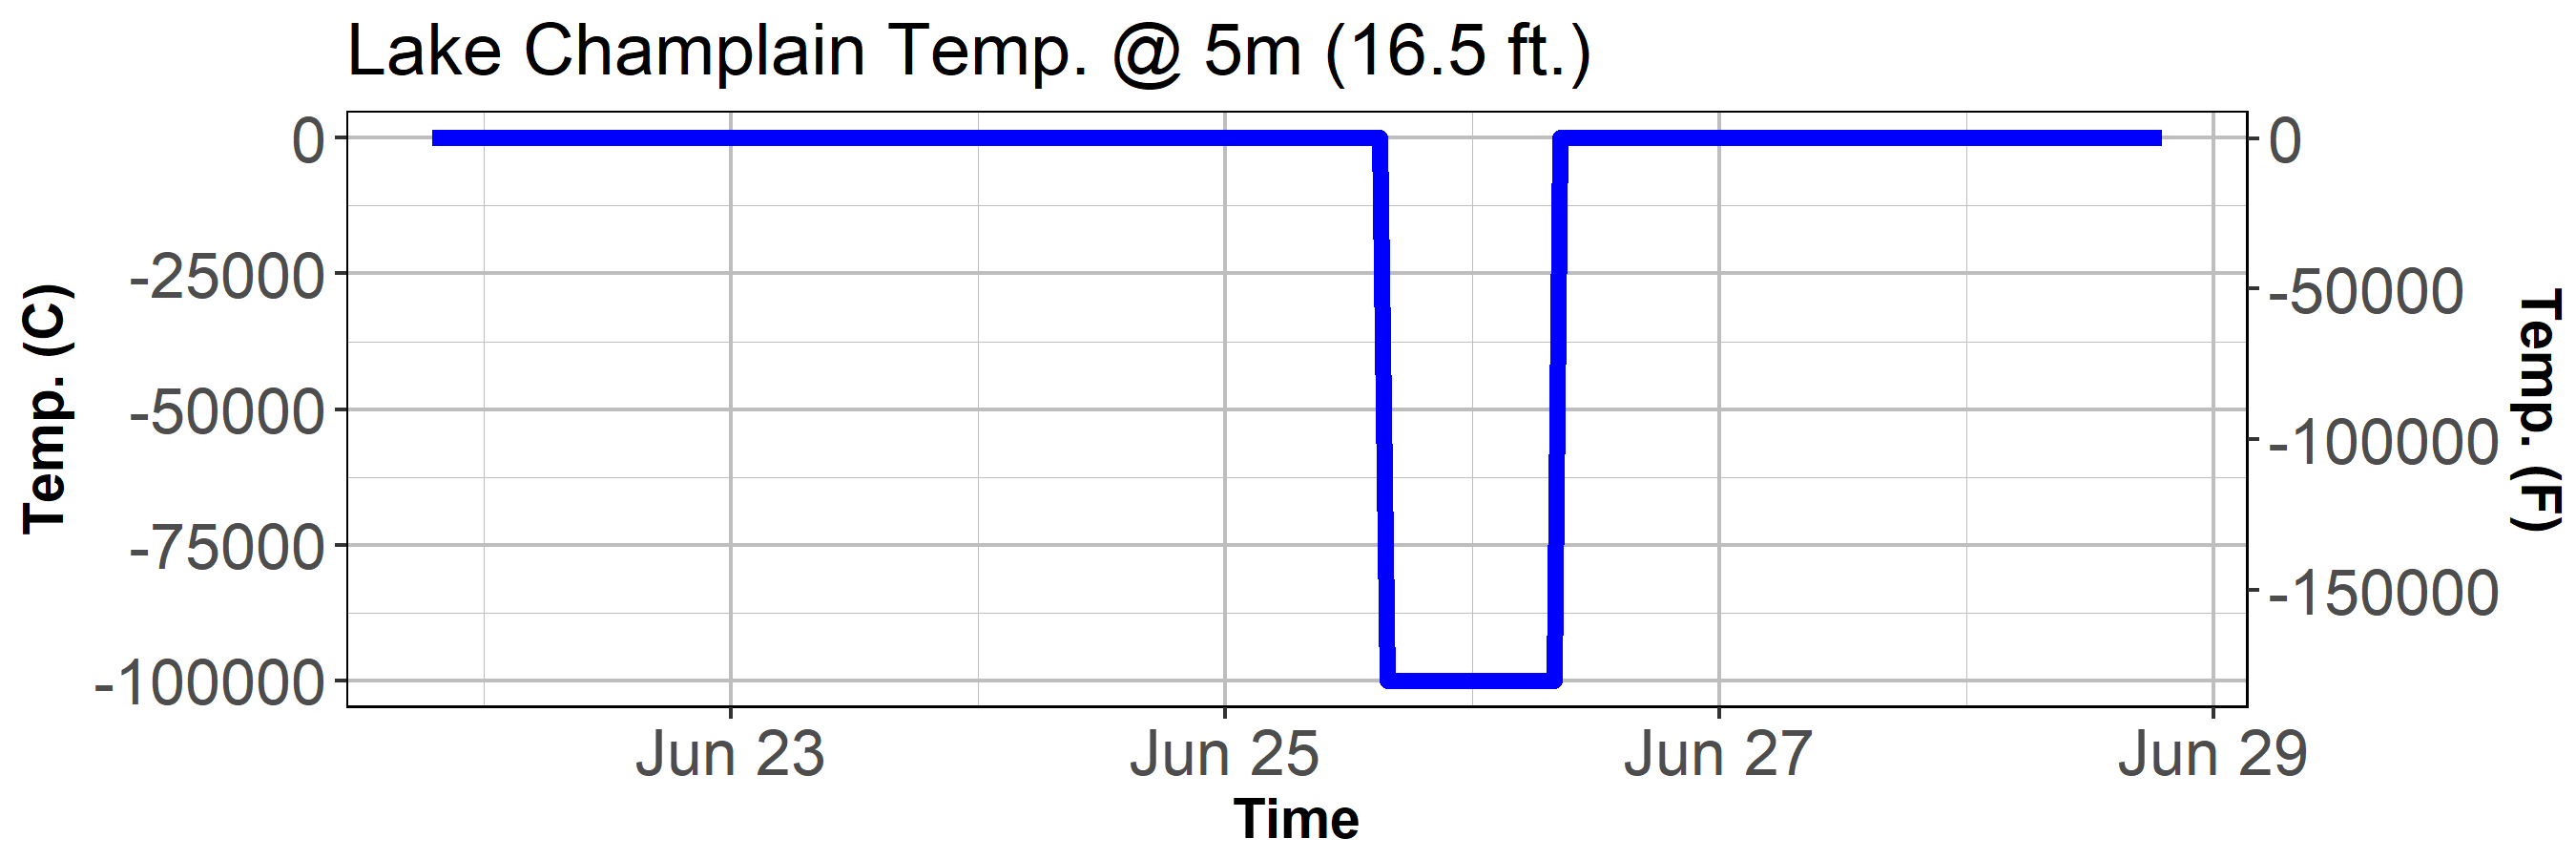 Lake Champlain Temp. @ 5m (16.5 ft.)
Temp. (C)
0
-25000
-50000
-75000
-100000
0
-50000
-100000
-150000
Temp. (F)
Jun 23
Jun 25
Jun 27
Jun 29
Time